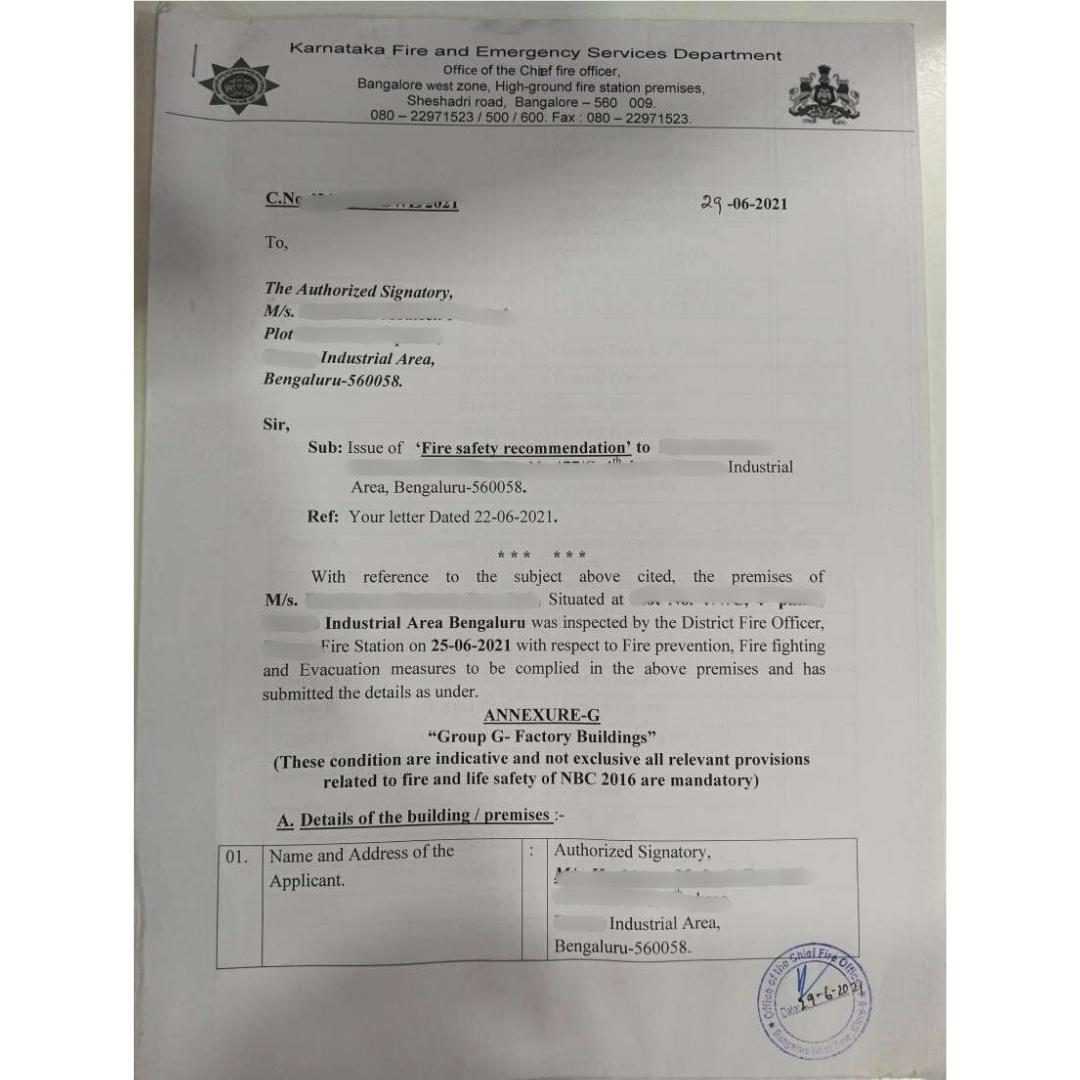 Karnataka Fire and Emergency Services Department
Office of the Chief fire officer,
Bangalore west zone, High-ground fire station premises,
Sheshadri road, Bangalore – 560 009.
080 – 22971523 / 500 / 600. Fax : 080 – 22971523.
C.No
29-06-2021
To,
The Authorized Signatory,
M/s.
Plot
Industrial Area,
Bengaluru-560058.
Sir,
Sub: Issue of ‘Fire safety recommendation’ to
Industrial
Area, Bengaluru-560058.
Ref: Your letter Dated 22-06-2021.
*** ***
With reference to the subject above cited, the premises of
M/s. , Situated at
Industrial Area Bengaluru was inspected by the District Fire Officer,
Fire Station on 25-06-2021 with respect to Fire prevention, Fire fighting
and Evacuation measures to be complied in the above premises and has
submitted the details as under.
ANNEXURE-G
“Group G- Factory Buildings”
(These condition are indicative and not exclusive all relevant provisions
related to fire and life safety of NBC 2016 are mandatory)
A. Details of the building / premises :-
01. Name and Address of the Applicant. : Authorized Signatory,
Industrial Area,
Bengaluru-560058.
Office of the Chief Fire Officer
Date: 29-6-2021